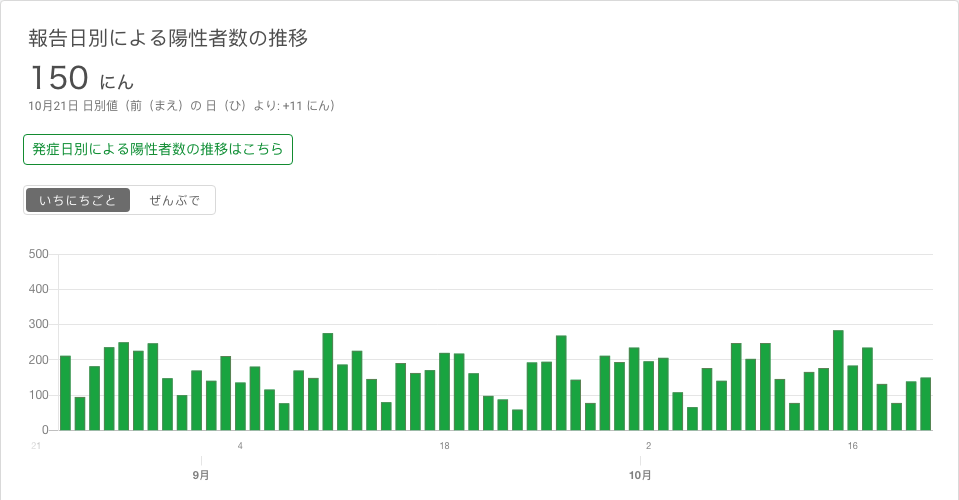 報告日別による陽性者数の推移
150 にん
10月21日 日別値（前（まえ）の 日（ひ）より: +11 にん）
発症日別による陽性者数の推移はこちら
いちにちごと ぜんぶで
500
400
300
200
100
0
21 4 18 2 16
9月 10月